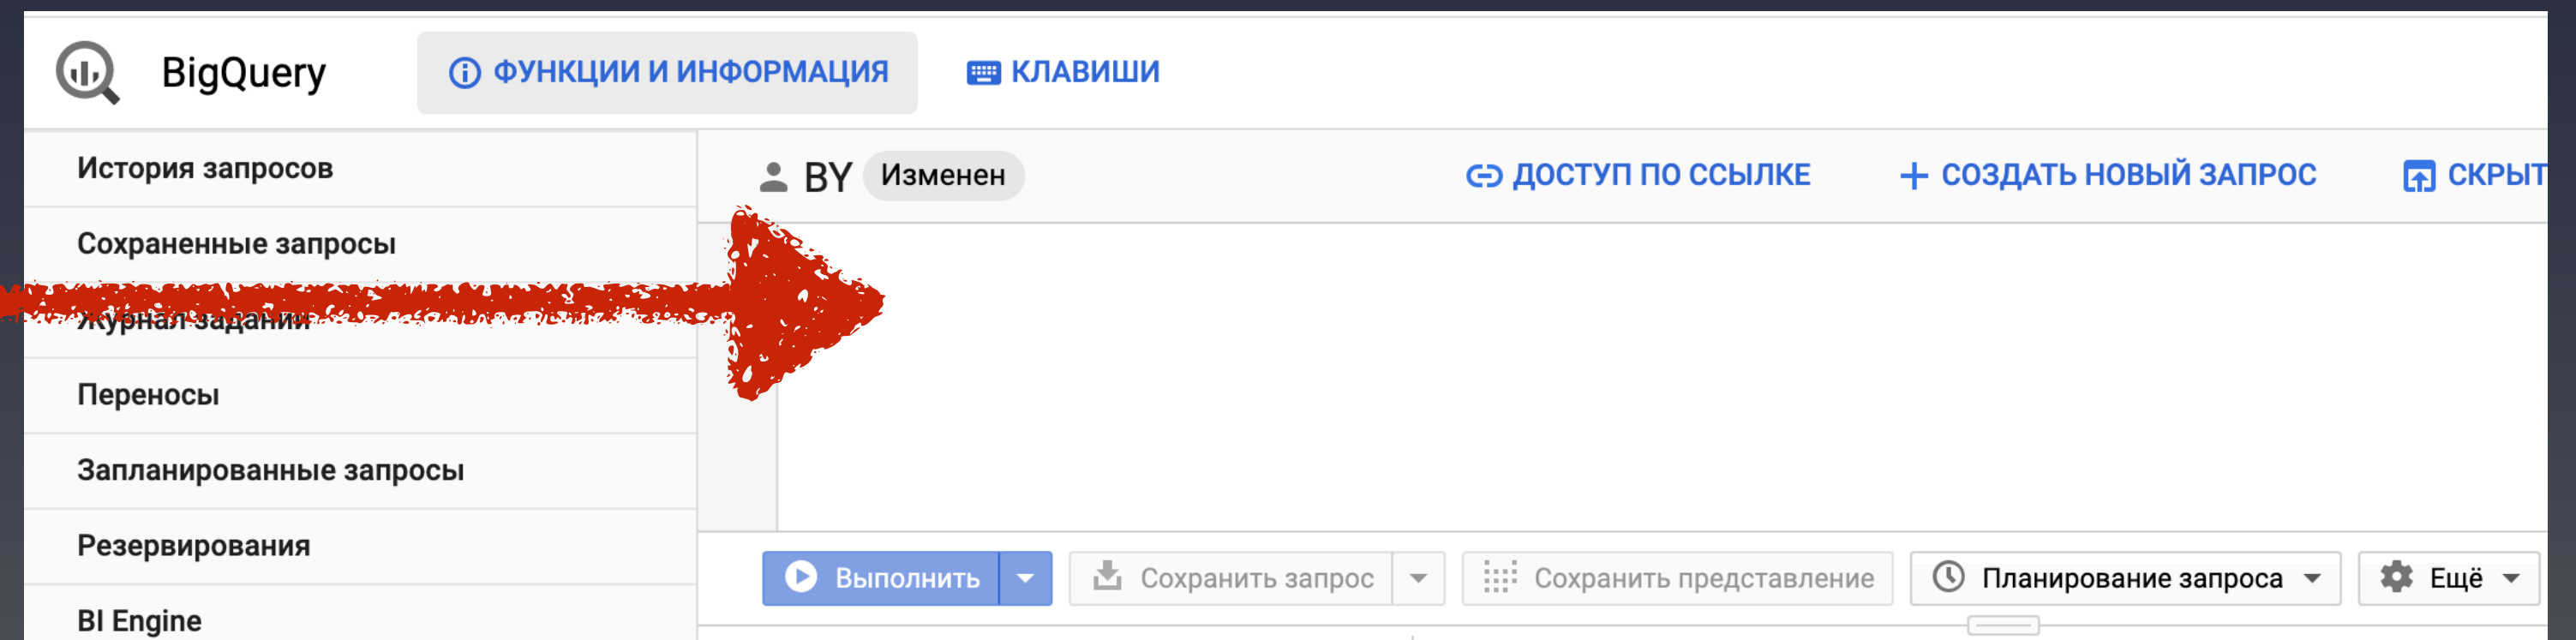 BigQuery ФУНКЦИИ И ИНФОРМАЦИЯ КЛАВИШИ
История запросов
Сохраненные запросы
Журнал заданий
Переносы
Запланированные запросы
Резервирования
BI Engine
BY Изменен ДОСТУП ПО ССЫЛКЕ СОЗДАТЬ НОВЫЙ ЗАПРОС СКРЫТ
Выполнить Сохранить запрос Сохранить представление Планирование запроса Ещё